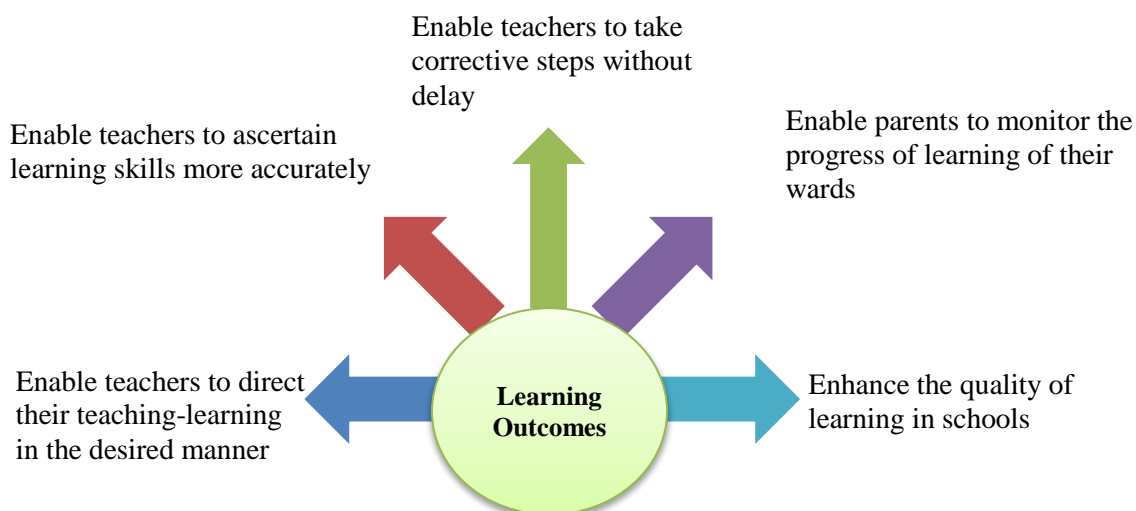 Enable teachers to take
corrective steps without
delay
Enable teachers to ascertain
learning skills more accurately
Enable parents to monitor the
progress of learning of their
wards
Enable teachers to direct
their teaching-learning
in the desired manner
Learning
Outcomes
Enhance the quality of
learning in schools